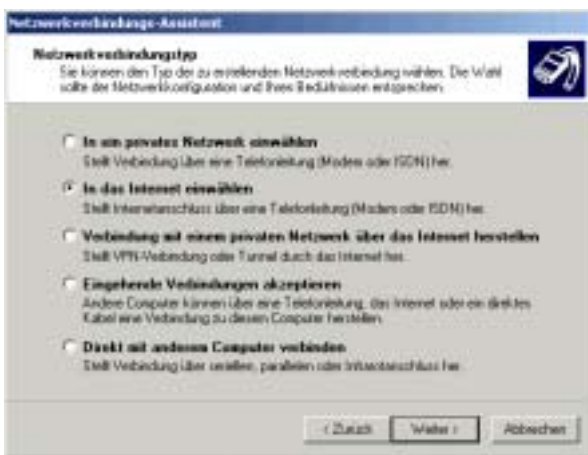 Netzwerkverbindungs-Assistent
Netzwerkverbindungstyp
Sie können den Typ der zu erstellenden Netzwerkverbindung wählen. Die Wahl
sollte der Netzwerkkonfiguration und Ihren Bedürfnissen entsprechen.
In ein privates Netzwerk einwählen
Stellt Verbindung über eine Telefonleitung (Modem oder ISDN) her.
In das Internet einwählen
Stellt Internetanschluss über eine Telefonleitung (Modem oder ISDN) her.
Verbindung mit einem privaten Netzwerk über das Internet herstellen
Stellt VPN-Verbindung oder Tunnel durch das Internet her.
Eingehende Verbindungen akzeptieren
Andere Computer können über eine Telefonleitung, das Internet oder ein direktes
Kabel eine Verbindung zu diesem Computer herstellen.
Direkt mit anderem Computer verbinden
Stellt Verbindung über seriellen, parallelen oder Infrarotanschluss her.
< Zurück Weiter > Abbrechen